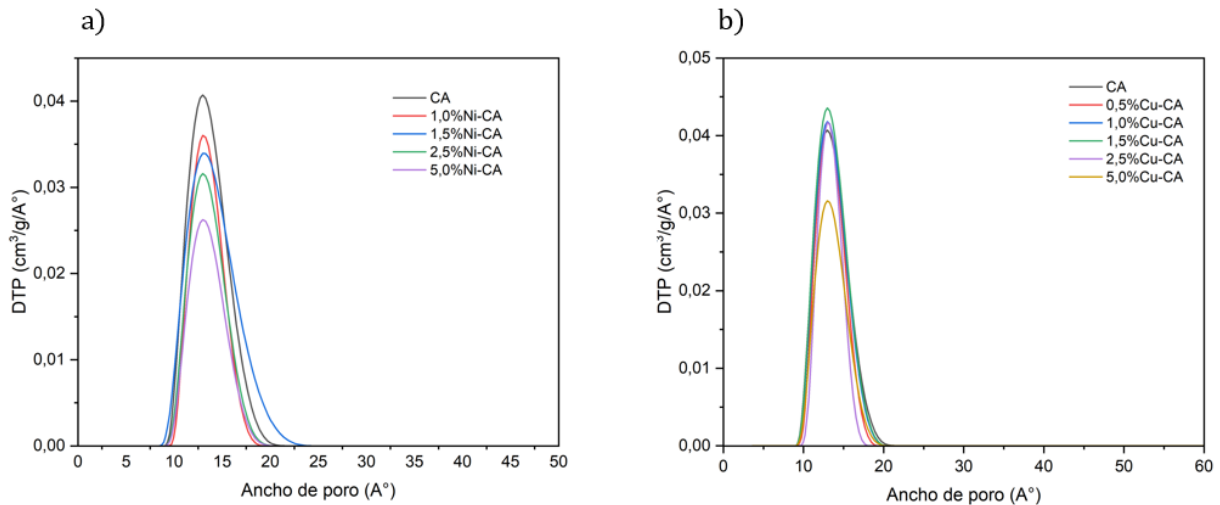 a)
CA
1,0%Ni-CA
1,5%Ni-CA
2,5%Ni-CA
5,0%Ni-CA
DTP (cm³/g/A°)
0,04
0,03
0,02
0,01
0,00
0 5 10 15 20 25 30 35 40 45 50
Ancho de poro (A°)
b)
CA
0,5%Cu-CA
1,0%Cu-CA
1,5%Cu-CA
2,5%Cu-CA
5,0%Cu-CA
DTP (cm³/g/A°)
0,05
0,04
0,03
0,02
0,01
0,00
0 10 20 30 40 50 60
Ancho de poro (A°)